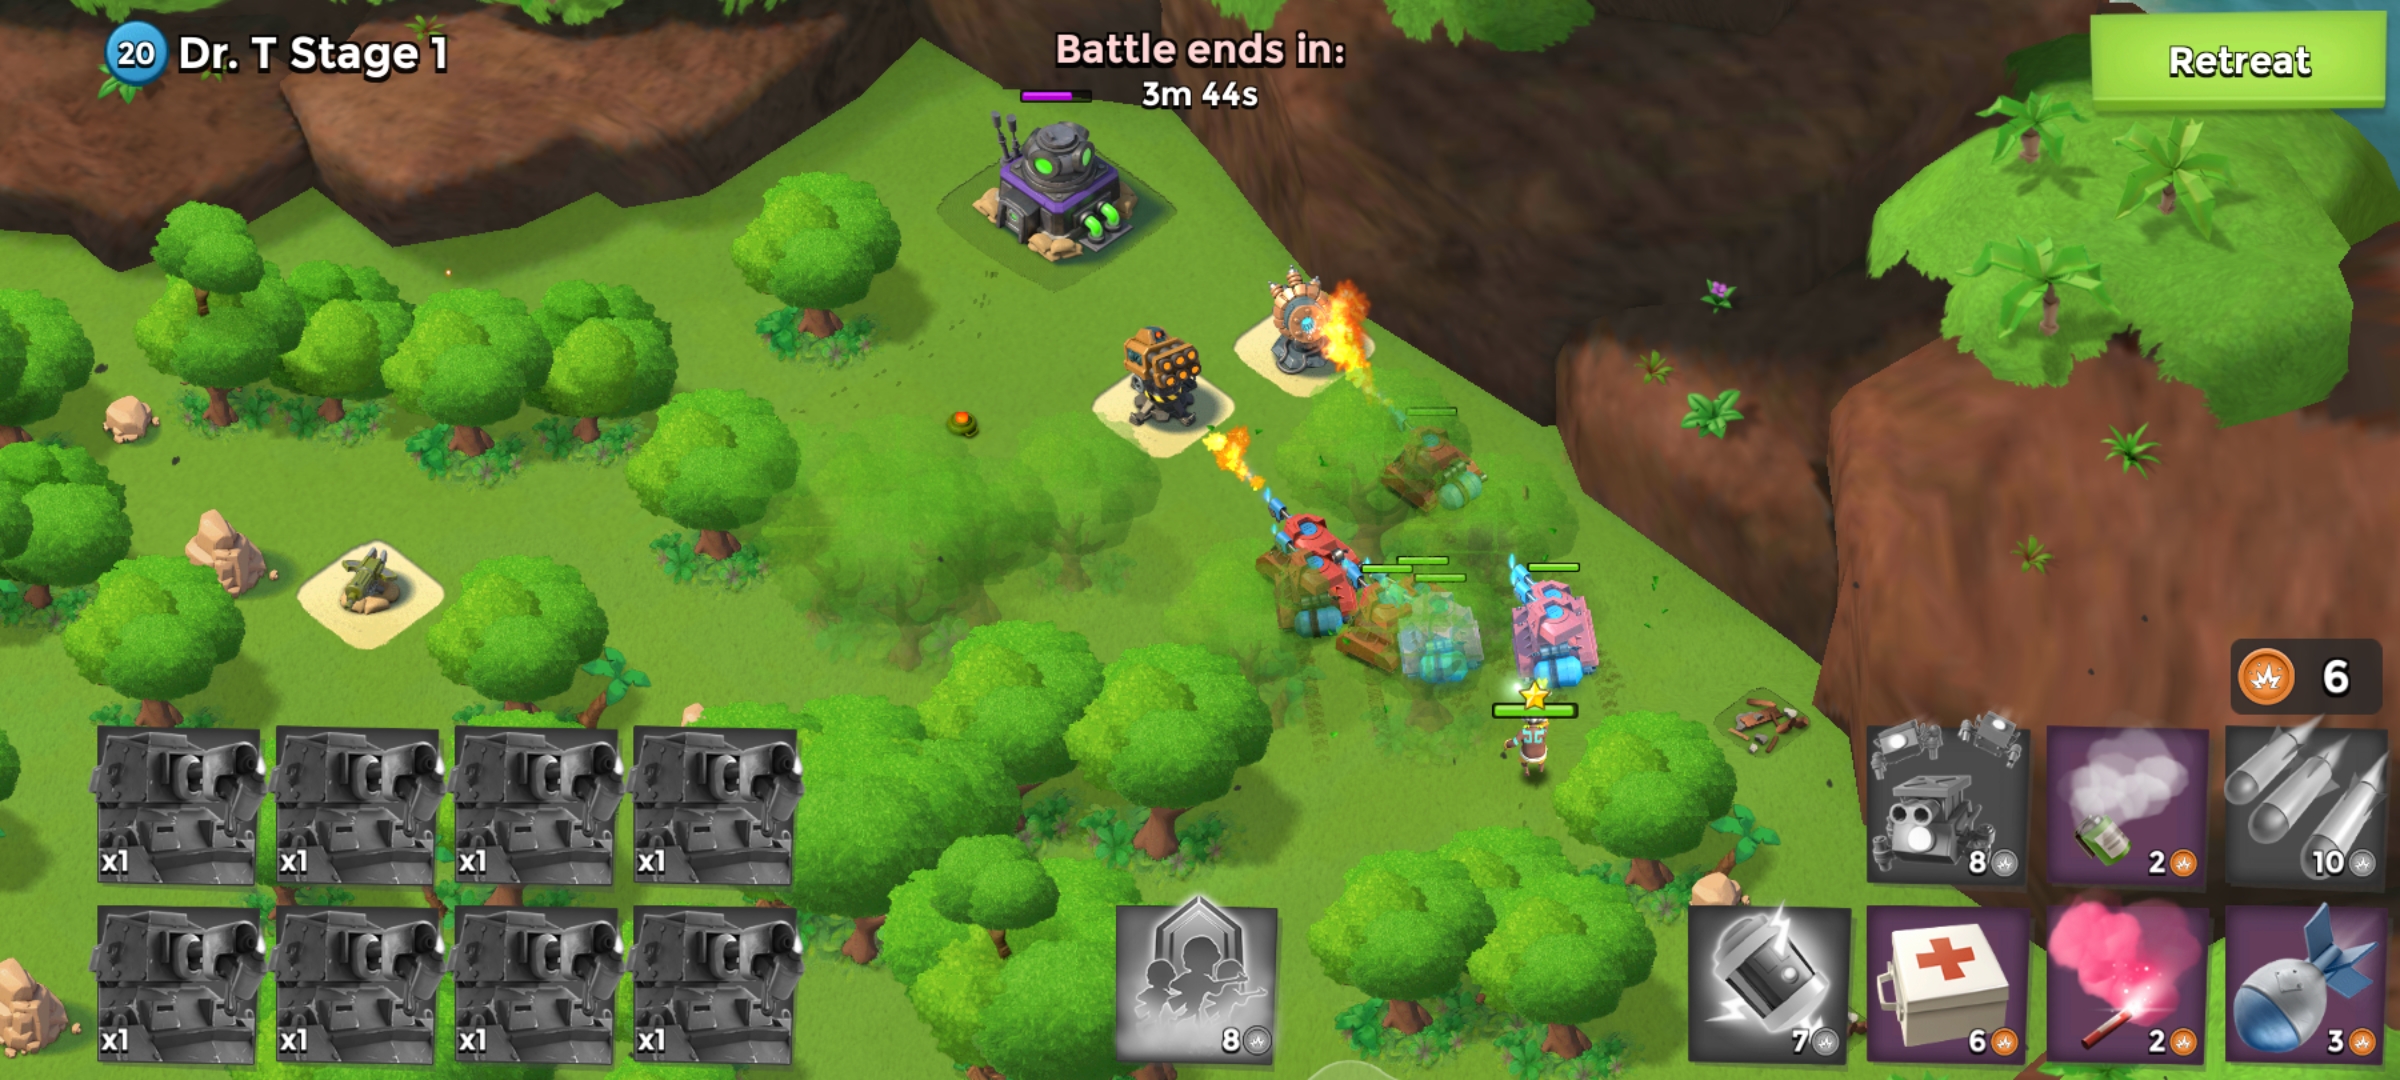 20 Dr. T Stage 1
Battle ends in:
3m 44s
Retreat
6
x1 x1 x1 x1
8 2 10
x1 x1 x1 x1
8 7 6 2 3